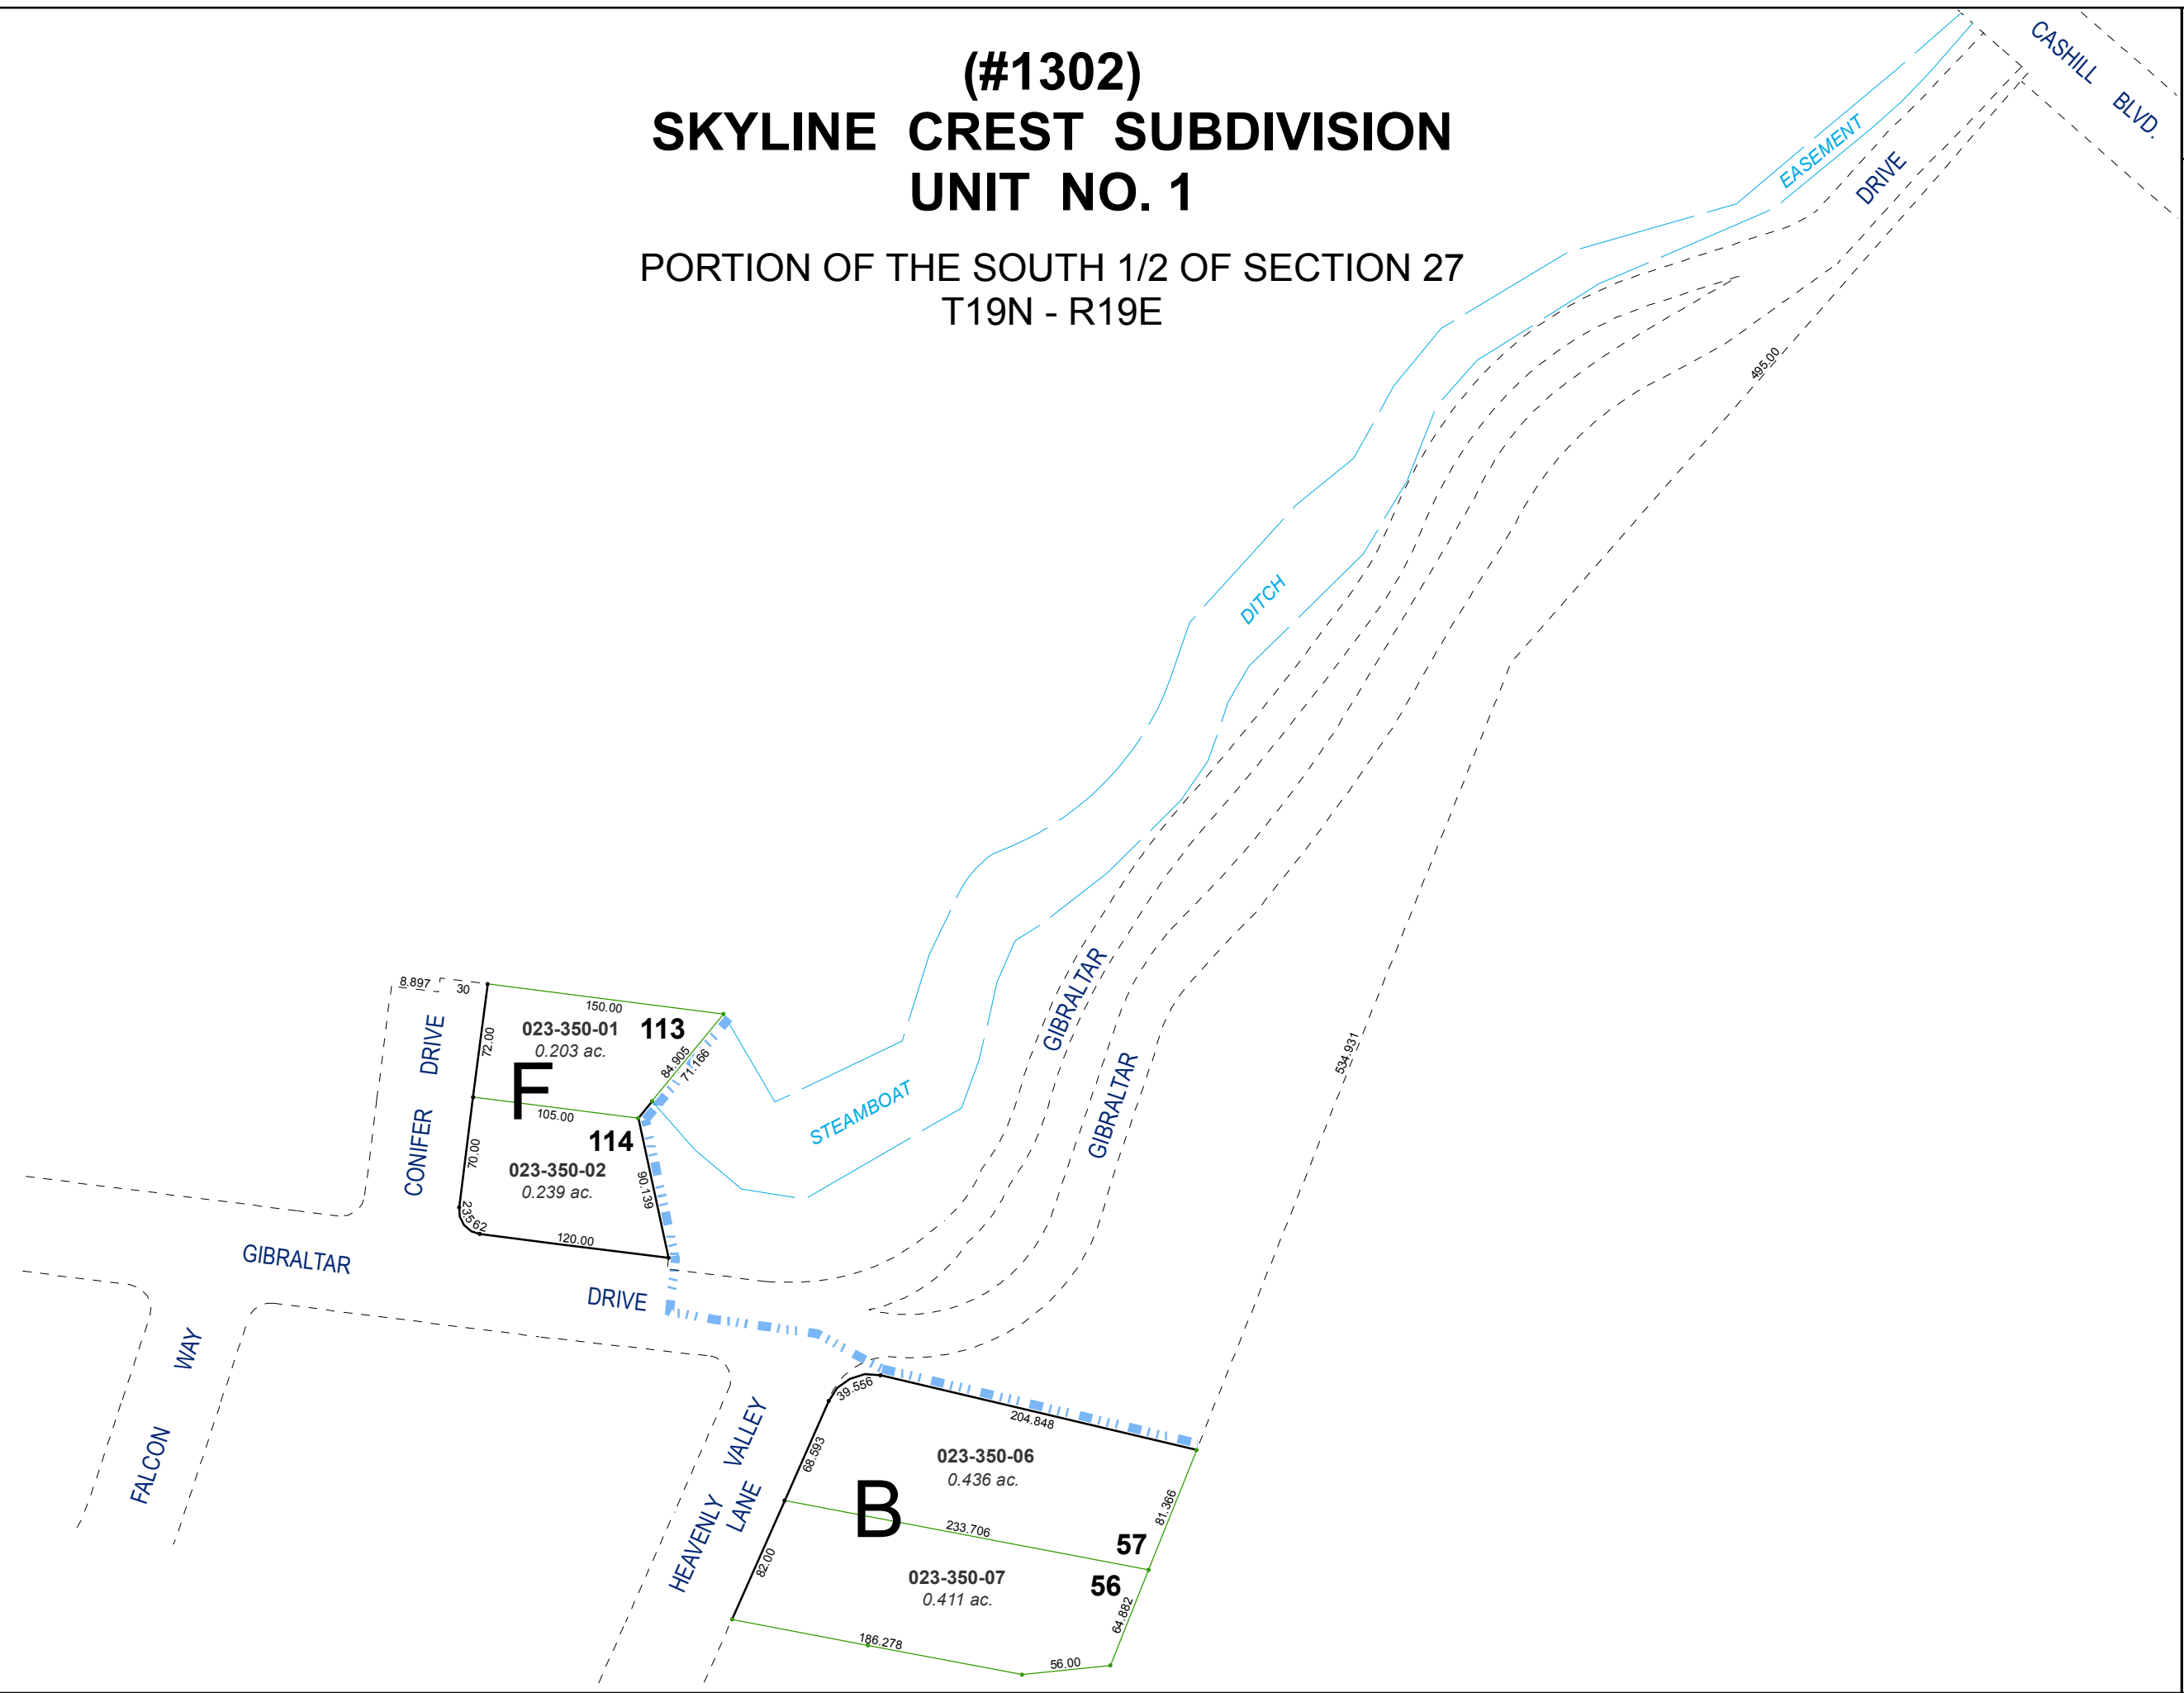 (#1302)
SKYLINE CREST SUBDIVISION
UNIT NO. 1
PORTION OF THE SOUTH 1/2 OF SECTION 27
T19N - R19E
CASHILL BLVD.
EASEMENT
DRIVE
495.00
DITCH
GIBRALTAR
GIBRALTAR
534.931
STEAMBOAT
8.897
30
150.00
023-350-01
113
0.203 ac.
72.00
84.905
71.166
CONIFER DRIVE
F
105.00
114
023-350-02
0.239 ac.
70.00
90.139
23.562
120.00
GIBRALTAR
DRIVE
FALCON WAY
HEAVENLY VALLEY
LANE
39.556
204.848
68.593
023-350-06
0.436 ac.
81.366
B
233.706
57
82.00
023-350-07
56
0.411 ac.
64.882
186.278
56.00